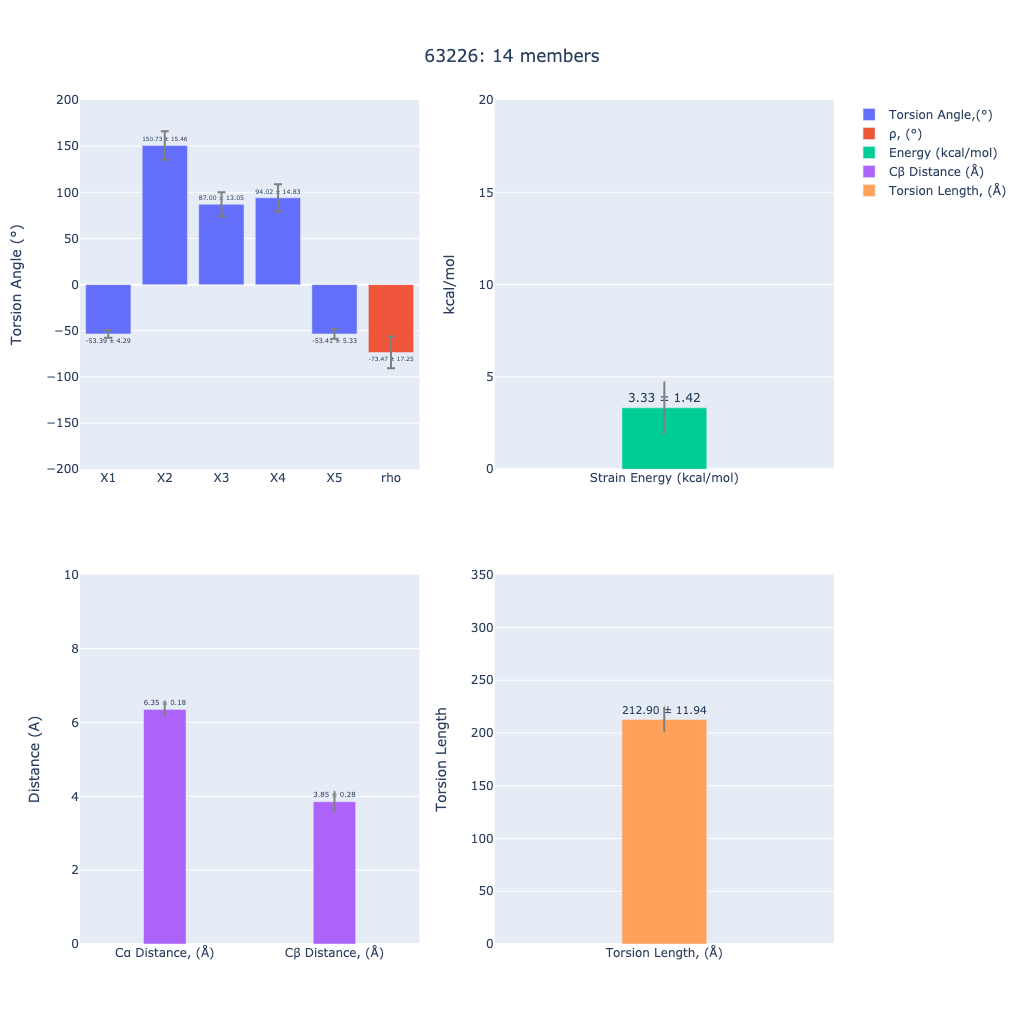 63226: 14 members
Torsion Angle (°)
200
150
100
50
0
−50
−100
−150
−200
150.73 ± 15.46
87.00 ± 13.05
94.02 ± 14.83
-53.39 ± 4.29
-53.41 ± 5.33
-73.47 ± 17.25
X1 X2 X3 X4 X5 rho
kcal/mol
20
15
10
5
0
3.33 ± 1.42
Strain Energy (kcal/mol)
Torsion Angle,(°)
ρ, (°)
Energy (kcal/mol)
Cβ Distance (Å)
Torsion Length, (Å)
Distance (A)
10
8
6
4
2
0
6.35 ± 0.18
3.85 ± 0.28
Cα Distance, (Å) Cβ Distance, (Å)
Torsion Length
350
300
250
200
150
100
50
0
212.90 ± 11.94
Torsion Length, (Å)